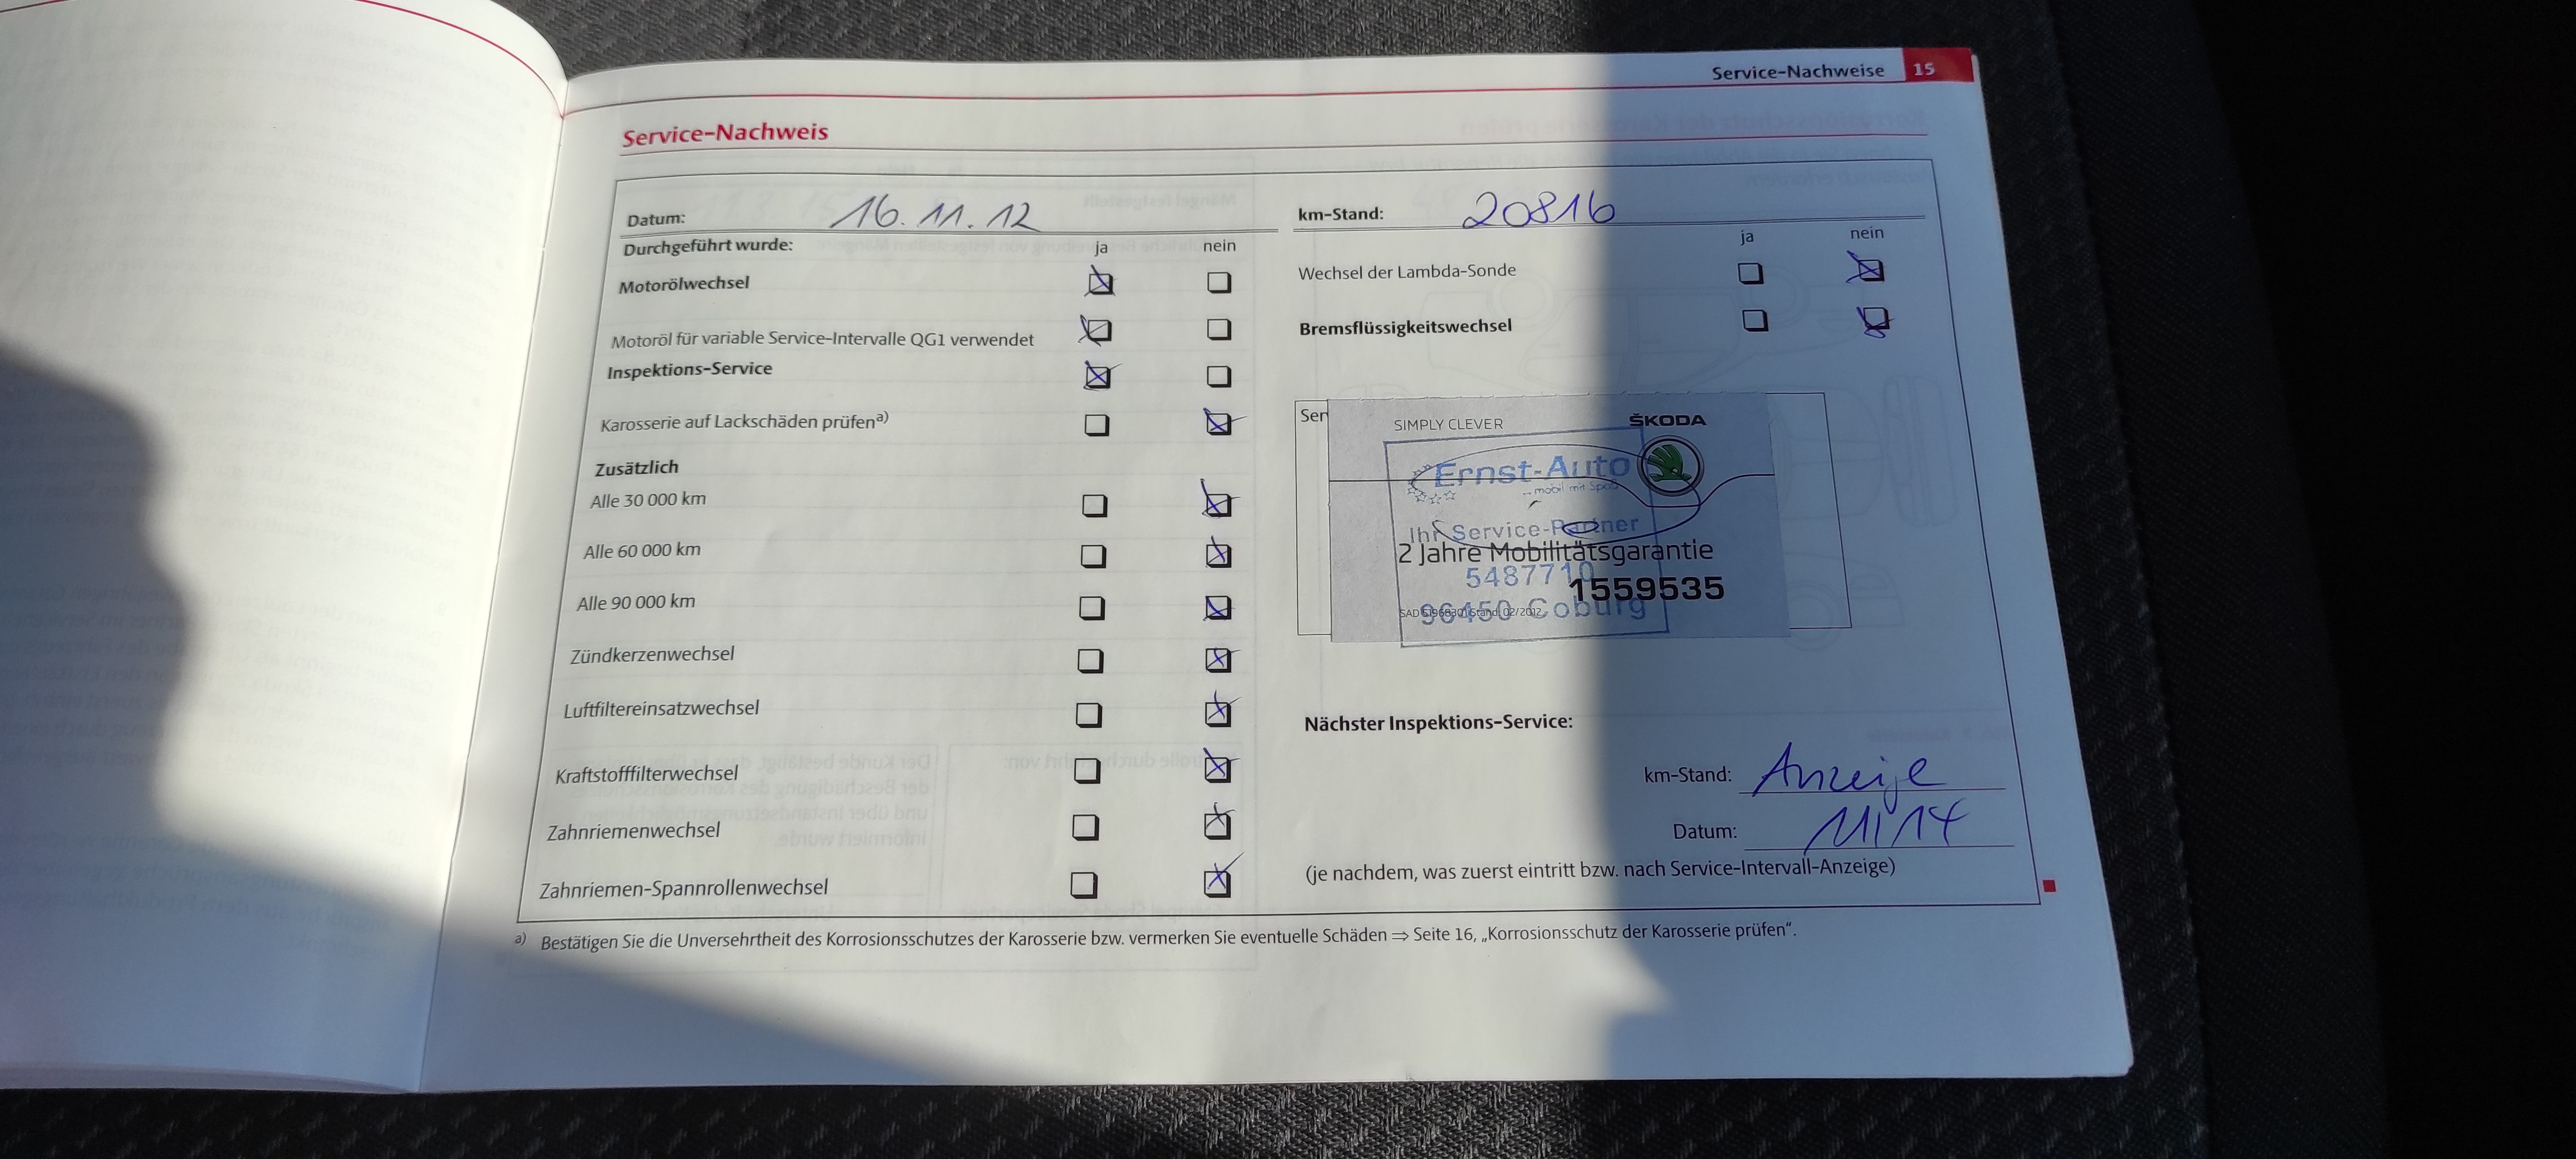 Service-Nachweise 15
Service-Nachweis
Datum: 16.11.12
km-Stand: 20816
Durchgeführt wurde: ja nein
ja nein
Motorölwechsel
Motoröl für variable Service-Intervalle QG1 verwendet
Inspektions-Service
Karosserie auf Lackschäden prüfen a)
Zusätzlich
Alle 30 000 km
Alle 60 000 km
Alle 90 000 km
Zündkerzenwechsel
Luftfiltereinsatzwechsel
Kraftstofffilterwechsel
Zahnriemenwechsel
Zahnriemen-Spannrollenwechsel
Wechsel der Lambda-Sonde
Bremsflüssigkeitswechsel
SIMPLY CLEVER ŠKODA
Ernst-Auto
...mobil mit Spaß
Ihr Service-Partner
2 Jahre Mobilitätsgarantie
5487710
1559535
96450 Coburg
Nächster Inspektions-Service:
km-Stand: Anzeige
Datum: 11/14
(je nachdem, was zuerst eintritt bzw. nach Service-Intervall-Anzeige)
a) Bestätigen Sie die Unversehrtheit des Korrosionsschutzes der Karosserie bzw. vermerken Sie eventuelle Schäden ⇒ Seite 16, „Korrosionsschutz der Karosserie prüfen“.